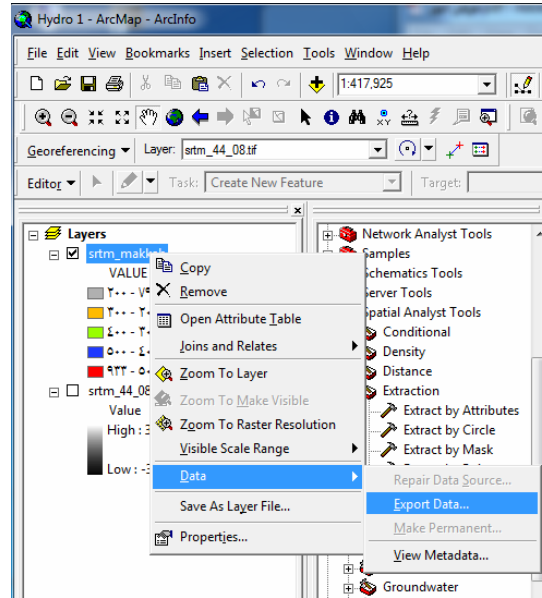 Hydro 1 - ArcMap - ArcInfo
File Edit View Bookmarks Insert Selection Tools Window Help
1:417,925
Georeferencing Layer: srtm_44_08.tif
Editor Task: Create New Feature Target:
Layers
VALUE
srtm_44_08
Value
High : 3
Low : -3
Copy
Remove
Open Attribute Table
Joins and Relates
Zoom To Layer
Zoom To Make Visible
Zoom To Raster Resolution
Visible Scale Range
Data
Save As Layer File...
Properties...
Network Analyst Tools
Samples
Schematics Tools
Server Tools
Spatial Analyst Tools
Conditional
Density
Distance
Extraction
Extract by Attributes
Extract by Circle
Extract by Mask
Repair Data Source...
Export Data...
Make Permanent...
View Metadata...
Groundwater